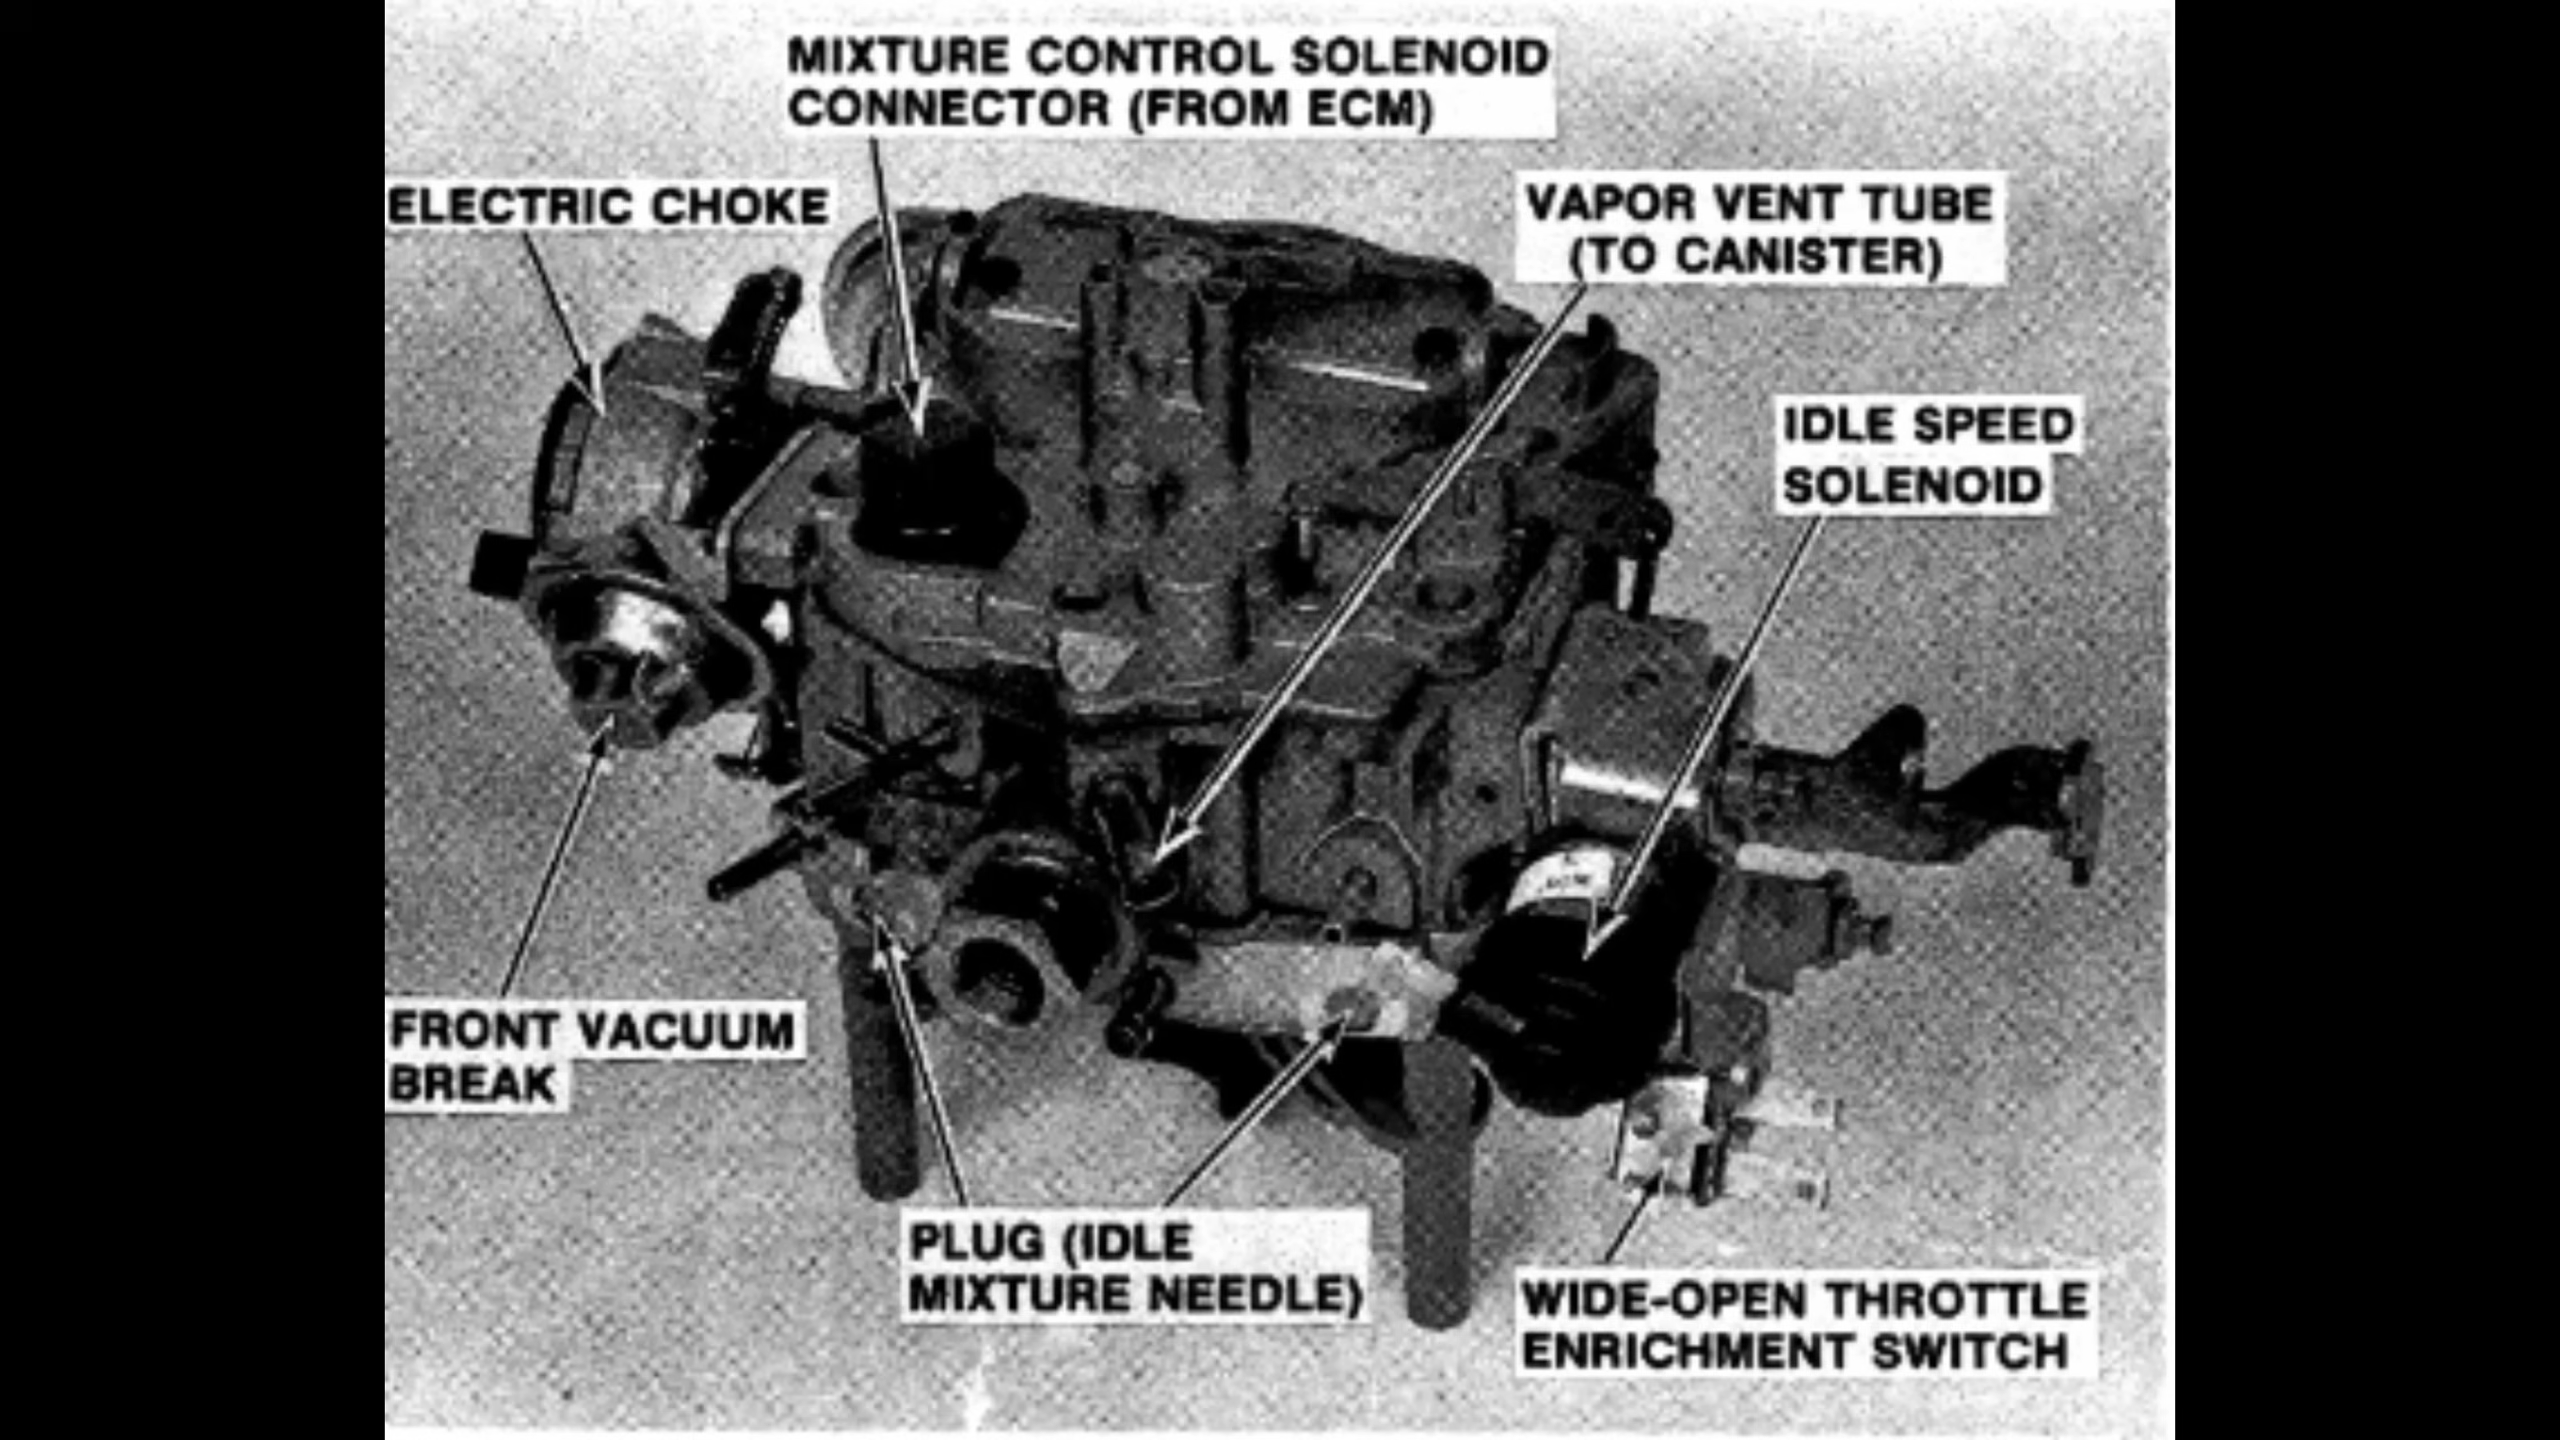 MIXTURE CONTROL SOLENOID
CONNECTOR (FROM ECM)
ELECTRIC CHOKE
VAPOR VENT TUBE
(TO CANISTER)
IDLE SPEED
SOLENOID
FRONT VACUUM
BREAK
PLUG (IDLE
MIXTURE NEEDLE)
WIDE-OPEN THROTTLE
ENRICHMENT SWITCH